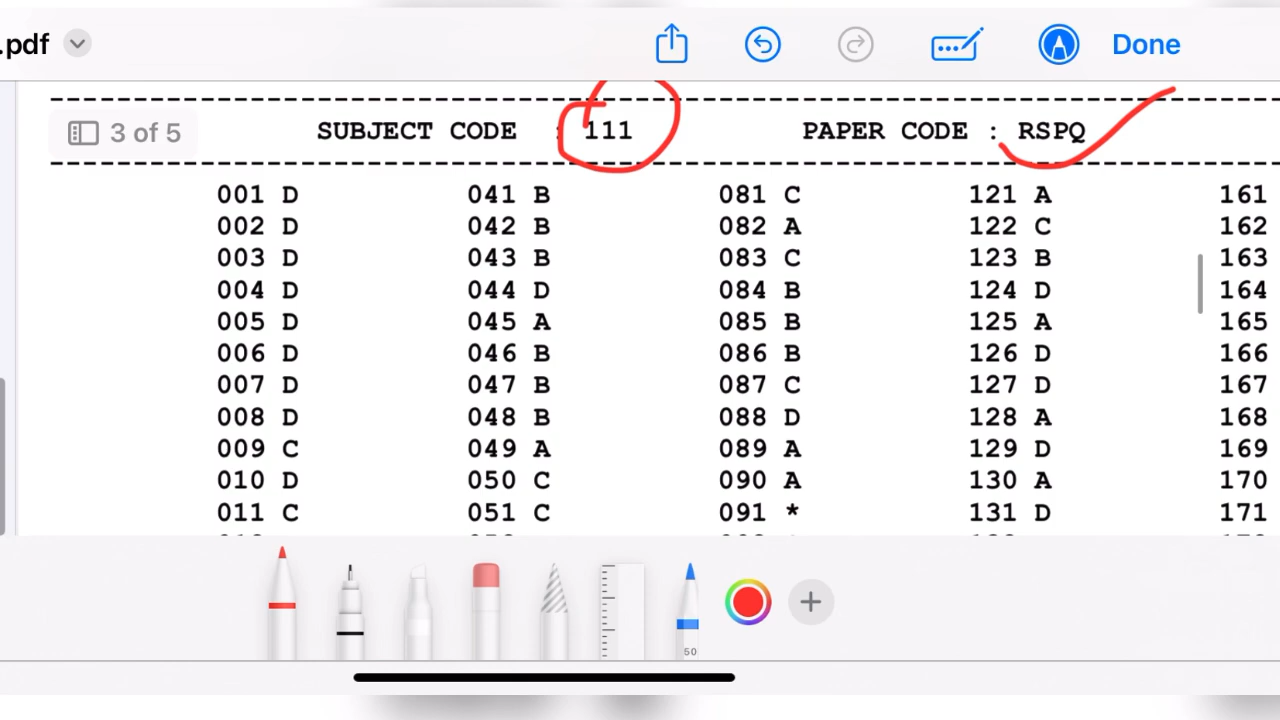 .pdf Done
3 of 5 SUBJECT CODE : 111 PAPER CODE : RSPQ
001 D 041 B 081 C 121 A 161
002 D 042 B 082 A 122 C 162
003 D 043 B 083 C 123 B 163
004 D 044 D 084 B 124 D 164
005 D 045 A 085 B 125 A 165
006 D 046 B 086 B 126 D 166
007 D 047 B 087 C 127 D 167
008 D 048 B 088 D 128 A 168
009 C 049 A 089 A 129 D 169
010 D 050 C 090 A 130 A 170
011 C 051 C 091 * 131 D 171
50